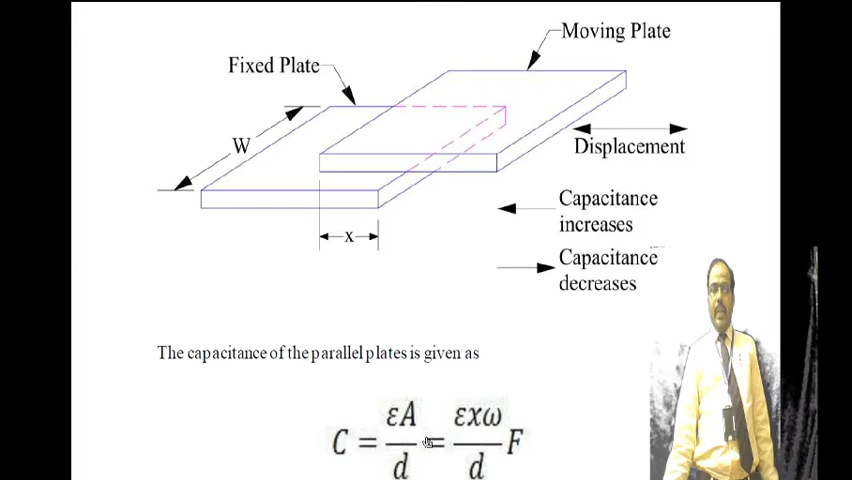 Moving Plate
Fixed Plate
W
Displacement
Capacitance
increases
x
Capacitance
decreases
The capacitance of the parallel plates is given as
C = εA/d = εxω/d F